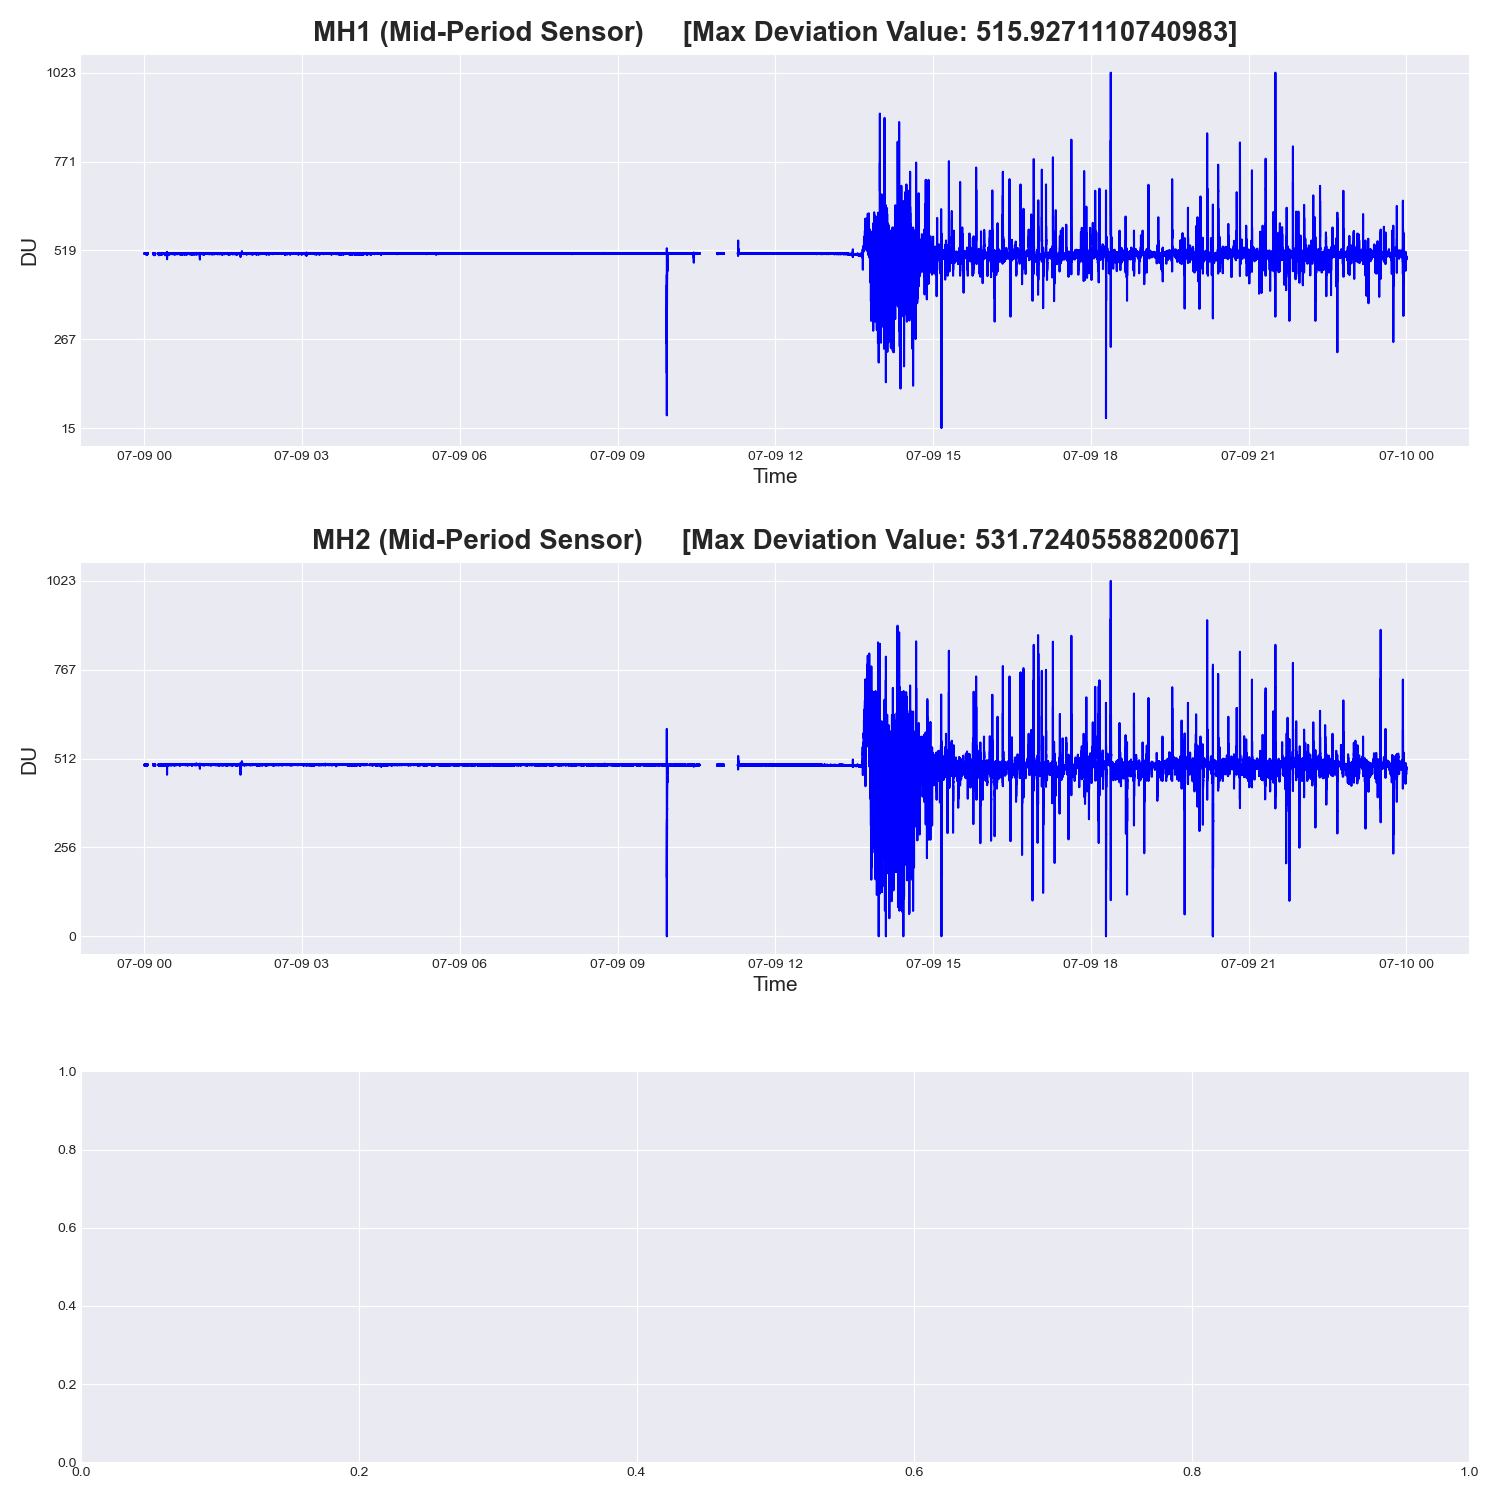 MH1 (Mid-Period Sensor) [Max Deviation Value: 515.9271110740983]
1023
771
519
267
15
DU
07-09 00 07-09 03 07-09 06 07-09 09 07-09 12 07-09 15 07-09 18 07-09 21 07-10 00
Time
MH2 (Mid-Period Sensor) [Max Deviation Value: 531.7240558820067]
1023
767
512
256
0
DU
07-09 00 07-09 03 07-09 06 07-09 09 07-09 12 07-09 15 07-09 18 07-09 21 07-10 00
Time
1.0
0.8
0.6
0.4
0.2
0.0
0.0 0.2 0.4 0.6 0.8 1.0